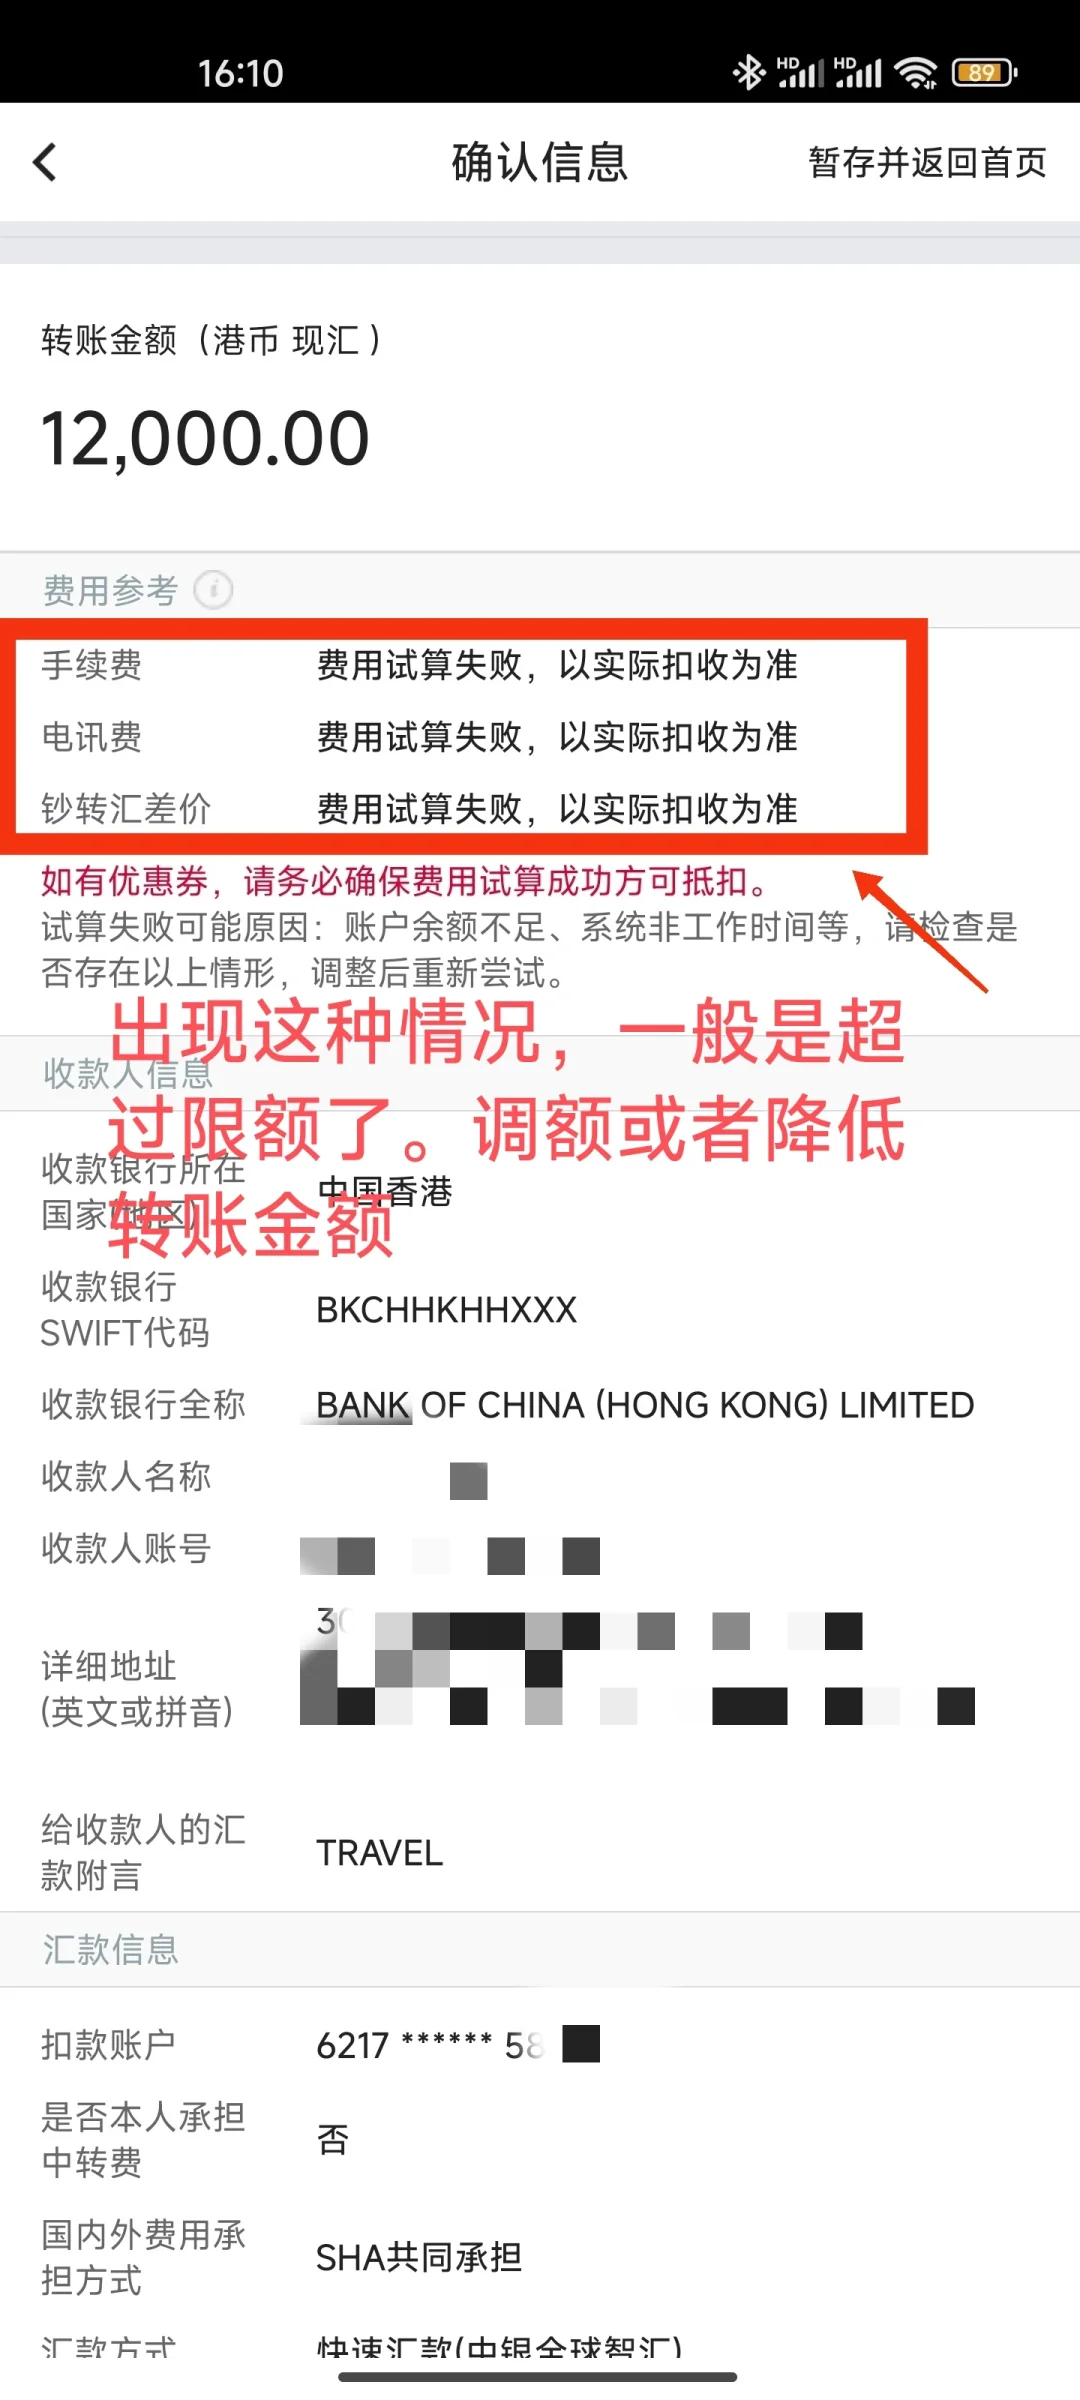 16:10
HD HD 89
确认信息 暂存并返回首页
转账金额（港币 现汇）
12,000.00
费用参考 i
手续费 费用试算失败，以实际扣收为准
电讯费 费用试算失败，以实际扣收为准
钞转汇差价 费用试算失败，以实际扣收为准
如有优惠券，请务必确保费用试算成功方可抵扣。
试算失败可能原因：账户余额不足、系统非工作时间等，请检查是
否存在以上情形，调整后重新尝试。
出现这种情况，一般是超
过限额了。调额或者降低
转账金额
收款人信息
收款银行所在
国家(地区)
中国香港
收款银行
SWIFT代码
BKCHHKHHXXX
收款银行全称 BANK OF CHINA (HONG KONG) LIMITED
收款人名称
收款人账号
详细地址
(英文或拼音)
给收款人的汇
款附言
TRAVEL
汇款信息
扣款账户 6217 ****** 58
是否本人承担
中转费
否
国内外费用承
担方式
SHA共同承担
汇款方式 快速汇款(中银全球智汇)